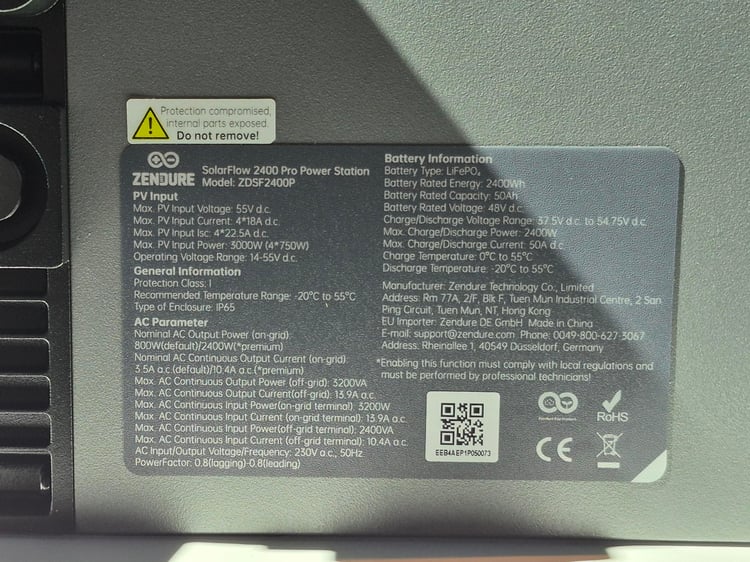 Protection compromised,
internal parts exposed.
Do not remove!
ZENDURE
SolarFlow 2400 Pro Power Station
Model: ZDSF2400P
PV Input
Max. PV Input Voltage: 55V d.c.
Max. PV Input Current: 4*18A d.c.
Max. PV Input Isc: 4*22.5A d.c.
Max. PV Input Power: 3000W (4*750W)
Operating Voltage Range: 14-55V d.c.
General Information
Protection Class: I
Recommended Temperature Range: -20°C to 55°C
Type of Enclosure: IP65
AC Parameter
Nominal AC Output Power (on-grid):
800W(default)/2400W(*premium)
Nominal AC Continuous Output Current (on-grid):
3.5A a.c.(default)/10.4A a.c.(*premium)
Max. AC Continuous Output Power (off-grid): 3200VA
Max. AC Continuous Output Current(off-grid): 13.9A a.c.
Max. AC Continuous Input Power(on-grid terminal): 3200W
Max. AC Continuous Input Current (on-grid terminal): 13.9A a.c.
Max. AC Continuous Input Power(off-grid terminal): 2400VA
Max. AC Continuous Input Current (off-grid terminal): 10.4A a.c.
AC Input/Output Voltage/Frequency: 230V a.c., 50Hz
PowerFactor: 0.8(lagging)-0.8(leading)
Battery Information
Battery Type: LiFePO₄
Battery Rated Energy: 2400Wh
Battery Rated Capacity: 50Ah
Battery Rated Voltage: 48V d.c.
Charge/Discharge Voltage Range: 37.5V d.c. to 54.75V d.c.
Max. Charge/Discharge Power: 2400W
Max. Charge/Discharge Current: 50A d.c.
Charge Temperature: 0°C to 55°C
Discharge Temperature: -20°C to 55°C
Manufacturer: Zendure Technology Co., Limited
Address: Rm 77A, 2/F, Blk F, Tuen Mun Industrial Centre, 2 San
Ping Circuit, Tuen Mun, NT, Hong Kong
EU Importer: Zendure DE GmbH Made in China
E-mail: support@zendure.com Phone: 0049-800-627-3067
Address: Rheinallee 1, 40549 Düsseldorf, Germany
*Enabling this function must comply with local regulations and
must be performed by professional technicians!
EEB4AEP1P050073
RoHS
CE